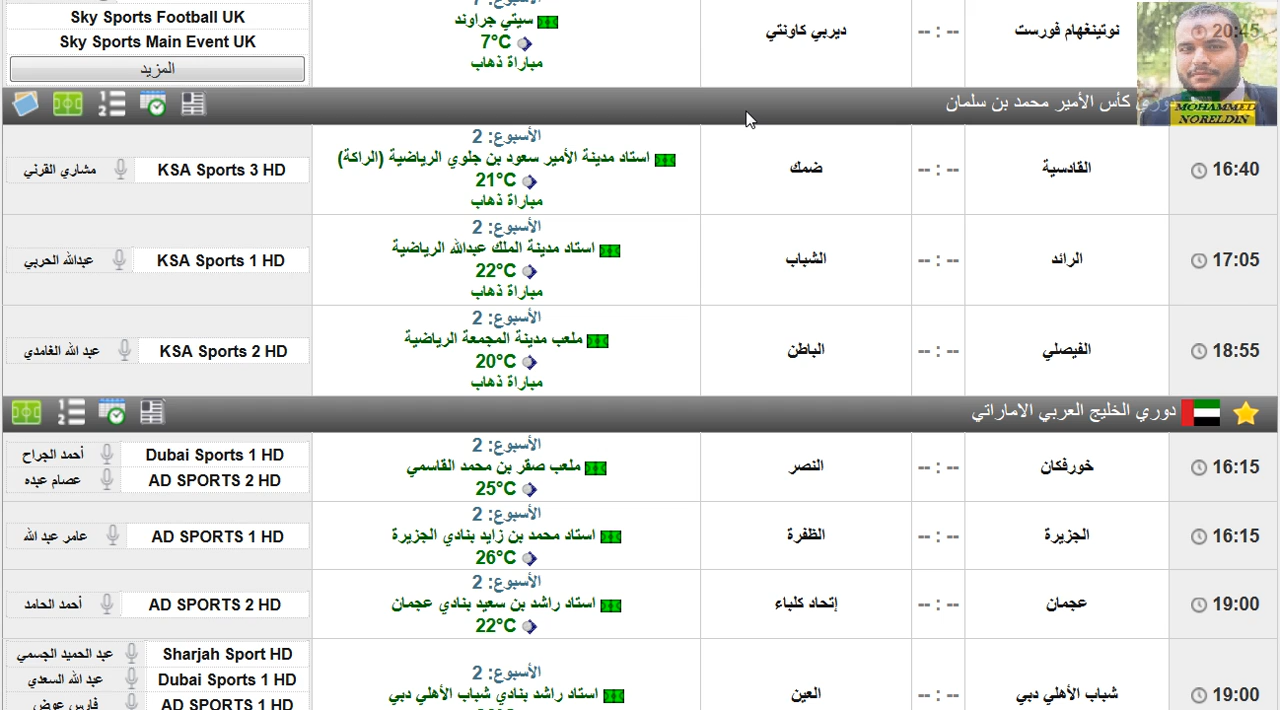 الأسبوع: 7
20:45
نوتينغهام فورست
-- : --
ديربي كاونتي
سيتي جراوند
7°C
مباراة ذهاب
Sky Sports Football UK
Sky Sports Main Event UK
المزيد
دوري كأس الأمير محمد بن سلمان
MOHAMMED
NORELDIN
16:40
القادسية
-- : --
ضمك
الأسبوع: 2
استاد مدينة الأمير سعود بن جلوي الرياضية (الراكة)
21°C
مباراة ذهاب
KSA Sports 3 HD
مشاري القرني
17:05
الرائد
-- : --
الشباب
الأسبوع: 2
استاد مدينة الملك عبدالله الرياضية
22°C
مباراة ذهاب
KSA Sports 1 HD
عبدالله الحربي
18:55
الفيصلي
-- : --
الباطن
الأسبوع: 2
ملعب مدينة المجمعة الرياضية
20°C
مباراة ذهاب
KSA Sports 2 HD
عبد الله الغامدي
دوري الخليج العربي الاماراتي
16:15
خورفكان
-- : --
النصر
الأسبوع: 2
ملعب صقر بن محمد القاسمي
25°C
Dubai Sports 1 HD
أحمد الجراح
AD SPORTS 2 HD
عصام عبده
16:15
الجزيرة
-- : --
الظفرة
الأسبوع: 2
استاد محمد بن زايد بنادي الجزيرة
26°C
AD SPORTS 1 HD
عامر عبد الله
19:00
عجمان
-- : --
إتحاد كلباء
الأسبوع: 2
استاد راشد بن سعيد بنادي عجمان
22°C
AD SPORTS 2 HD
أحمد الحامد
19:00
شباب الأهلي دبي
-- : --
العين
الأسبوع: 2
استاد راشد بنادي شباب الأهلي دبي
Sharjah Sport HD
عبد الحميد الجسمي
Dubai Sports 1 HD
عبد الله السعدي
AD SPORTS 1 HD
فارس عوض